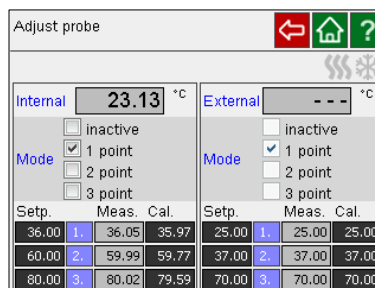 Adjust probe ?
Internal 23.13 °C External --- °C
Mode
inactive
1 point
2 point
3 point
Mode
inactive
1 point
2 point
3 point
Setp. Meas. Cal. Setp. Meas. Cal.
36.00 1. 36.05 35.97 25.00 1. 25.00 25.00
60.00 2. 59.99 59.77 37.00 2. 37.00 37.00
80.00 3. 80.02 79.59 70.00 3. 70.00 70.00